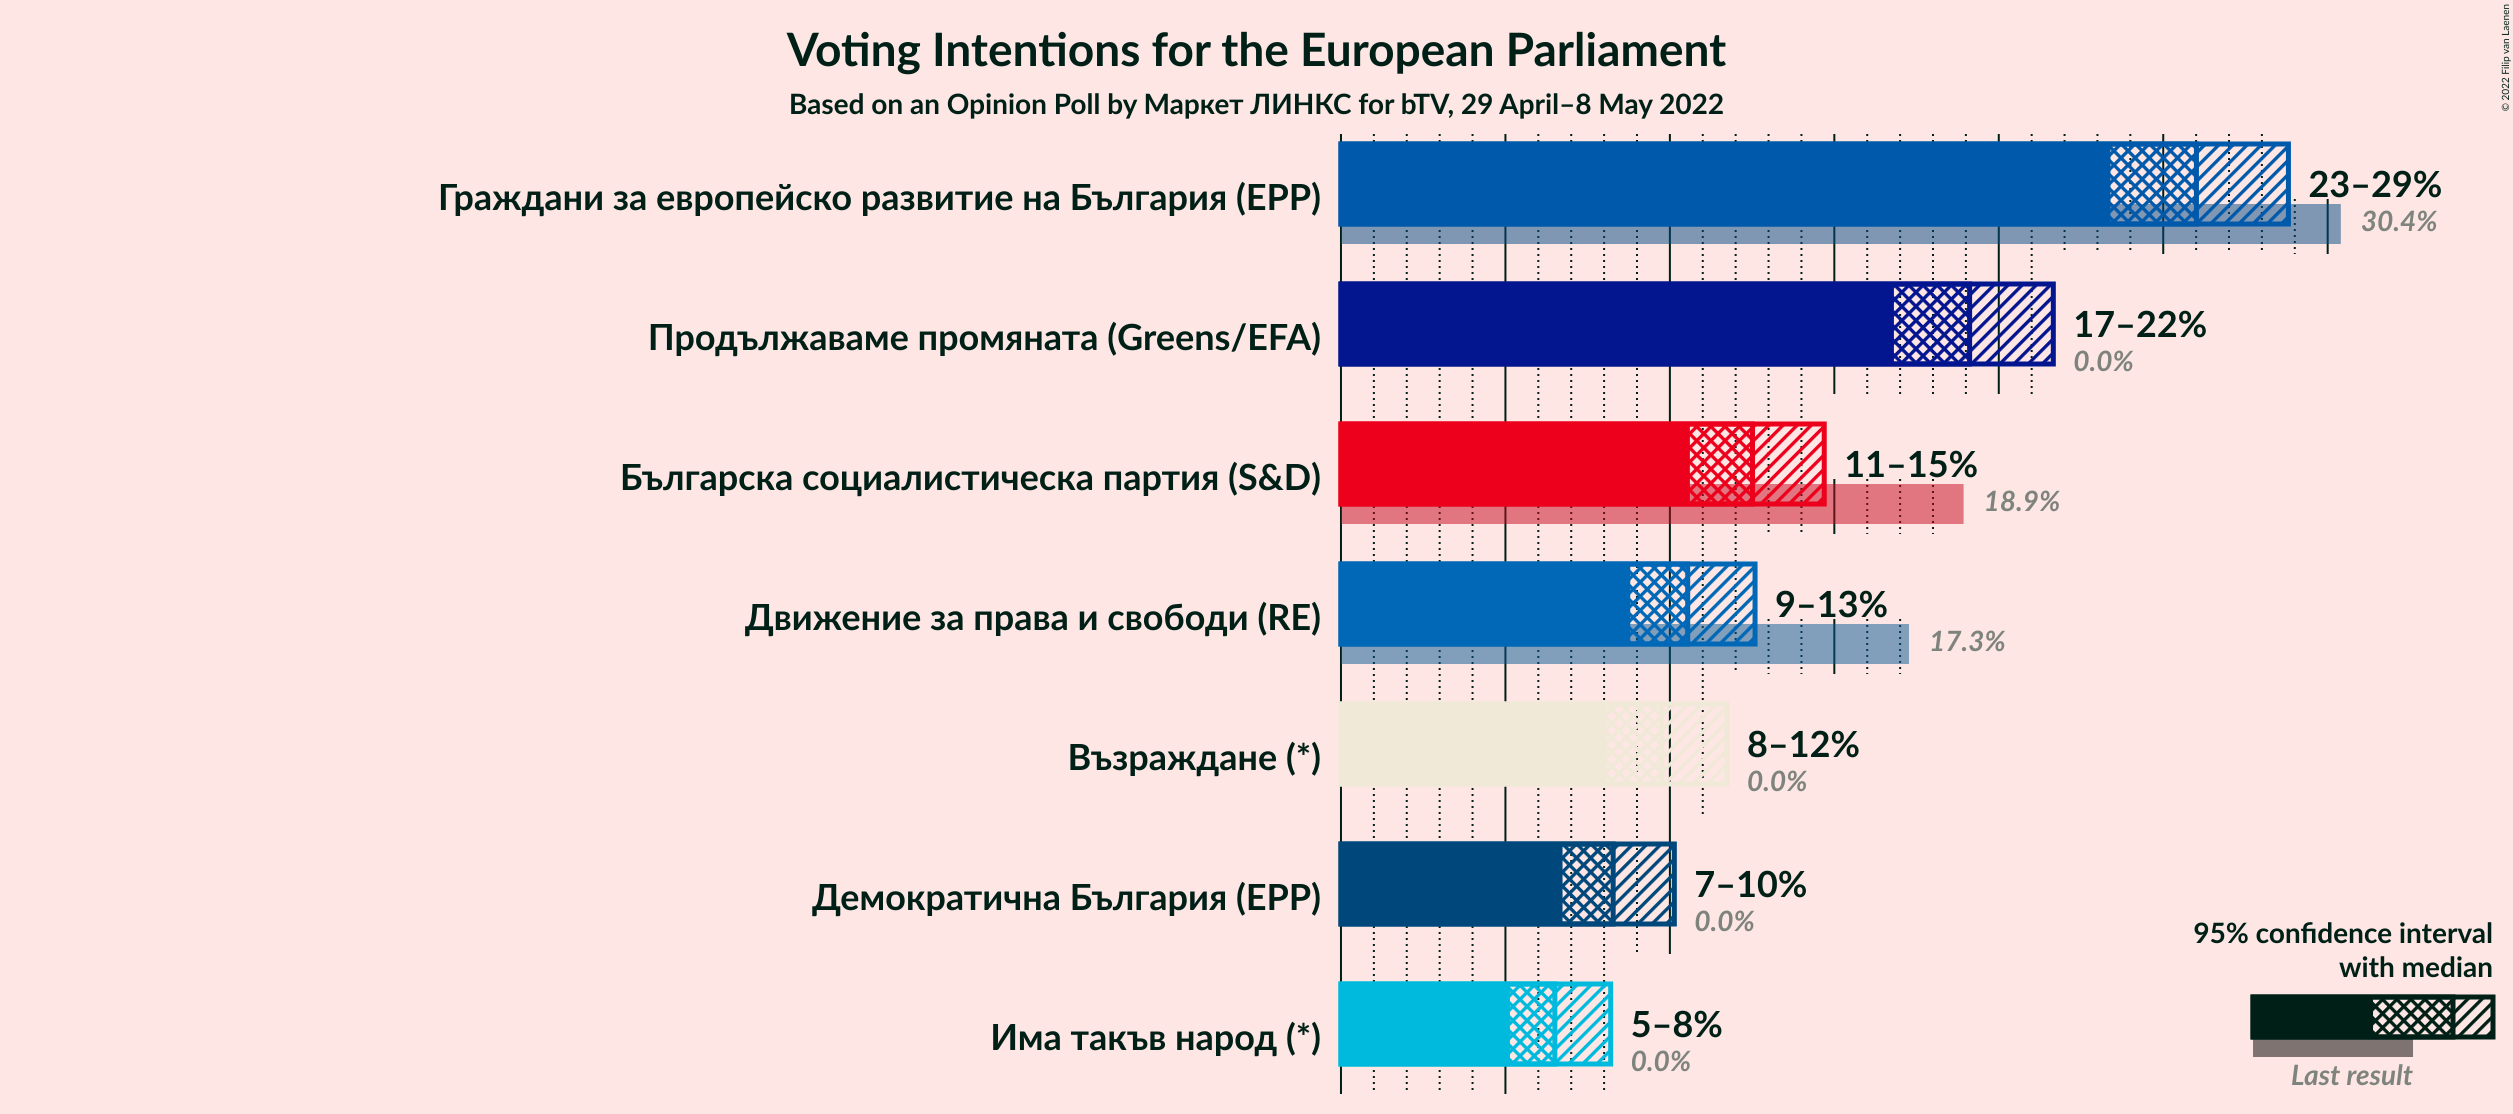 Voting Intentions for the European Parliament
Based on an Opinion Poll by Маркет ЛИНКС for bTV, 29 April–8 May 2022
© 2022 Filip van Laenen
Граждани за европейско развитие на България (EPP)
23–29%
30.4%
Продължаваме промяната (Greens/EFA)
17–22%
0.0%
Българска социалистическа партия (S&D)
11–15%
18.9%
Движение за права и свободи (RE)
9–13%
17.3%
Възраждане (*)
8–12%
0.0%
Демократична България (EPP)
7–10%
0.0%
Има такъв народ (*)
5–8%
0.0%
95% confidence interval
with median
Last result